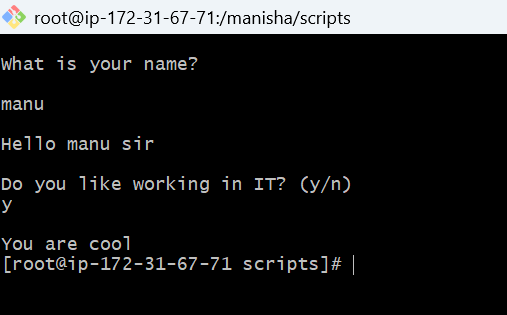 root@ip-172-31-67-71:/manisha/scripts
What is your name?
manu
Hello manu sir
Do you like working in IT? (y/n)
y
You are cool
[root@ip-172-31-67-71 scripts]#